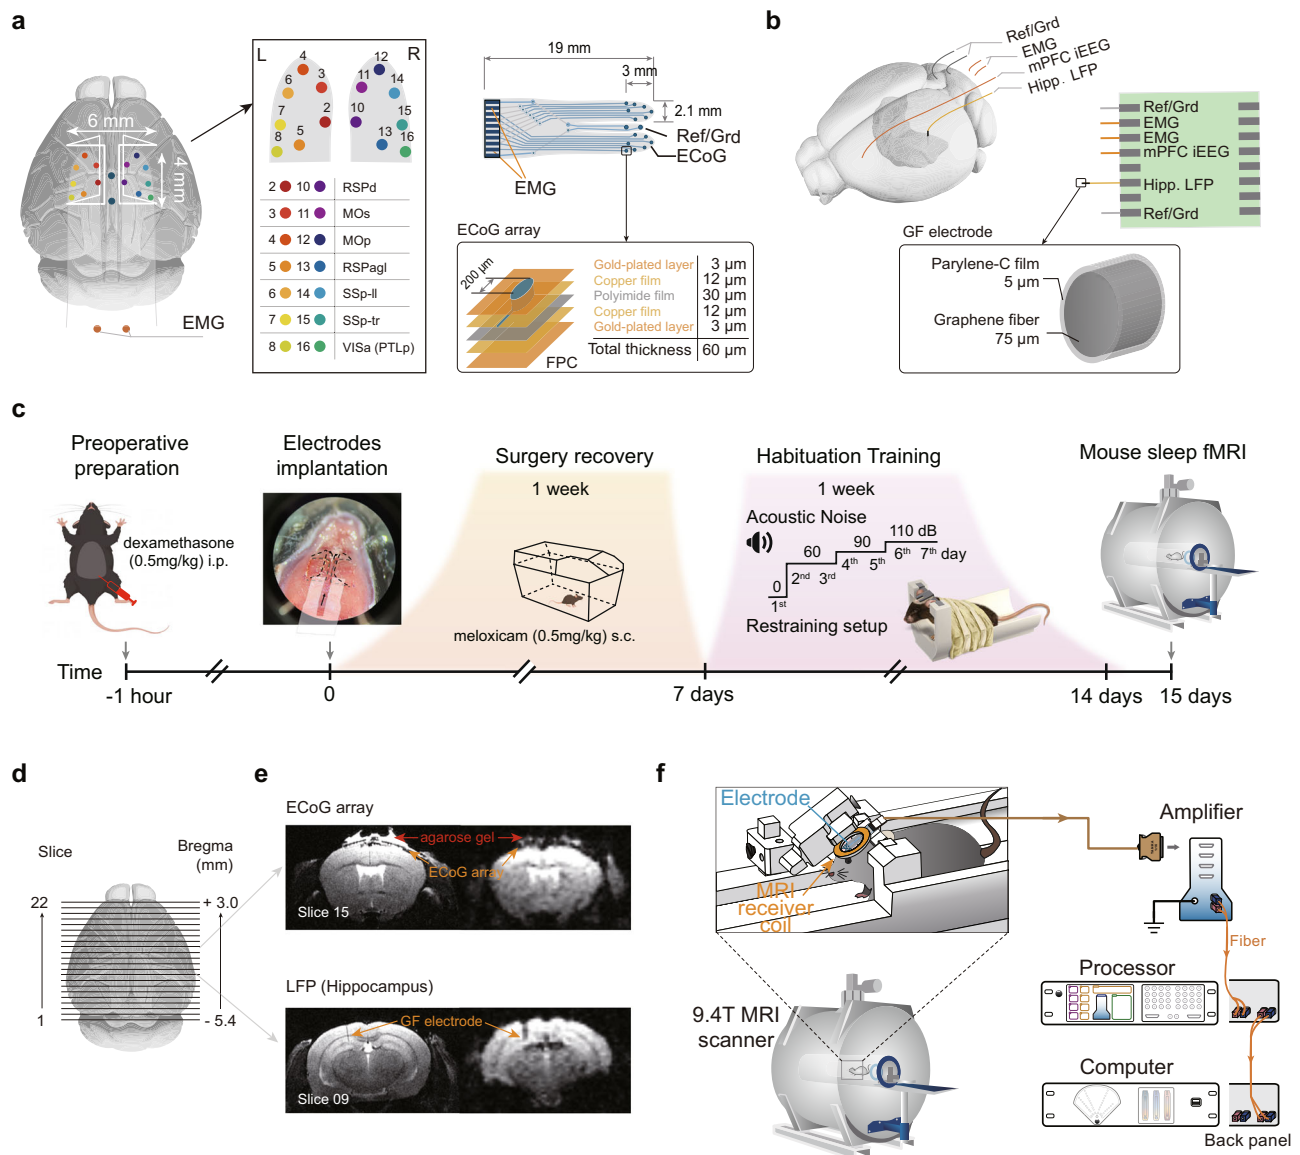 a
L
R
4
12
6
3
11
14
7
2
10
15
8
5
13
16
6 mm
4 mm
EMG
2 10 RSPd
3 11 MOs
4 12 MOp
5 13 RSPagl
6 14 SSp-ll
7 15 SSp-tr
8 16 VISa (PTLp)
19 mm
3 mm
2.1 mm
Ref/Grd
ECoG
EMG
ECoG array
200 µm
FPC
Gold-plated layer 3 µm
Copper film 12 µm
Polyimide film 30 µm
Copper film 12 µm
Gold-plated layer 3 µm
Total thickness 60 µm
b
Ref/Grd
EMG
mPFC iEEG
Hipp. LFP
Ref/Grd
EMG
EMG
mPFC iEEG
Hipp. LFP
Ref/Grd
GF electrode
Parylene-C film
5 µm
Graphene fiber
75 µm
c
Preoperative
preparation
dexamethasone
(0.5mg/kg) i.p.
Electrodes
implantation
Surgery recovery
1 week
meloxicam (0.5mg/kg) s.c.
Habituation Training
1 week
Acoustic Noise
0
60
90
110 dB
1st
2nd 3rd
4th 5th
6th 7th day
Restraining setup
Mouse sleep fMRI
Time
-1 hour
0
7 days
14 days
15 days
d
Slice
Bregma
(mm)
22
+ 3.0
1
- 5.4
e
ECoG array
agarose gel
ECoG array
Slice 15
LFP (Hippocampus)
GF electrode
Slice 09
f
Electrode
MRI
receiver
coil
9.4T MRI
scanner
Amplifier
Fiber
Processor
Computer
Back panel